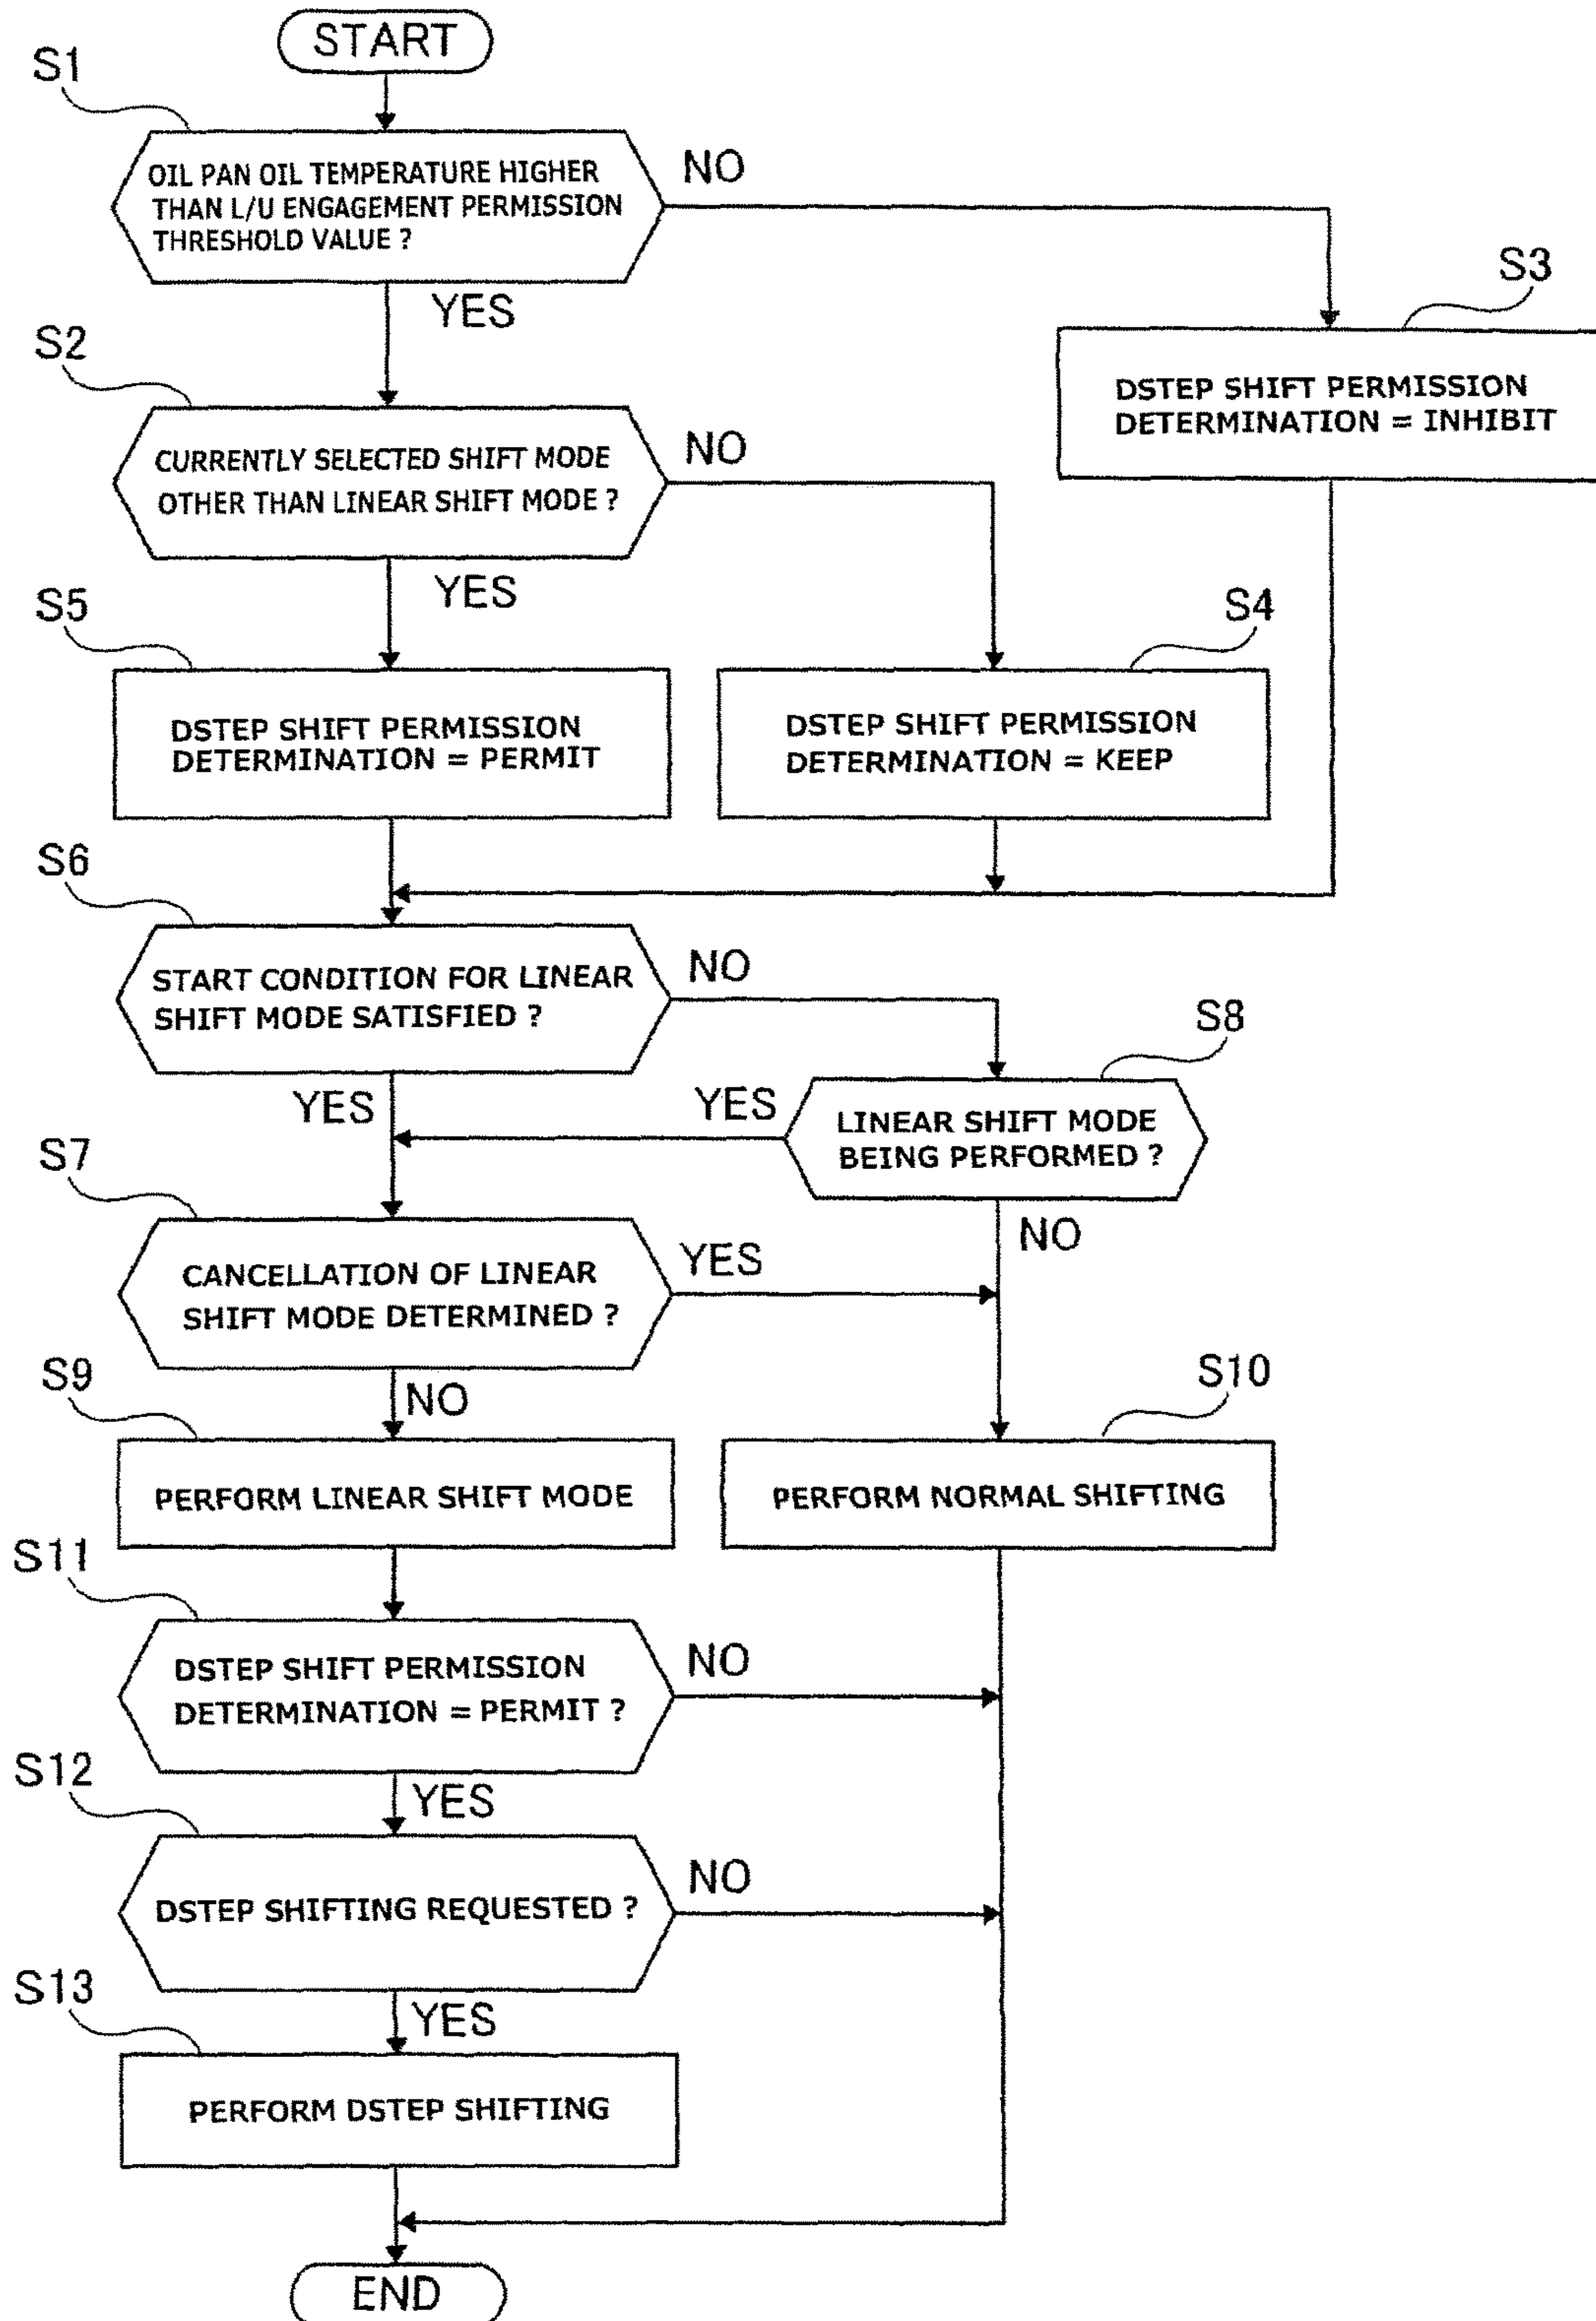 START
S1
OIL PAN OIL TEMPERATURE HIGHER
THAN L/U ENGAGEMENT PERMISSION
THRESHOLD VALUE ?
NO
YES
S3
DSTEP SHIFT PERMISSION
DETERMINATION = INHIBIT
S2
CURRENTLY SELECTED SHIFT MODE
OTHER THAN LINEAR SHIFT MODE ?
NO
YES
S5
DSTEP SHIFT PERMISSION
DETERMINATION = PERMIT
S4
DSTEP SHIFT PERMISSION
DETERMINATION = KEEP
S6
START CONDITION FOR LINEAR
SHIFT MODE SATISFIED ?
NO
YES
S8
LINEAR SHIFT MODE
BEING PERFORMED ?
YES
NO
S7
CANCELLATION OF LINEAR
SHIFT MODE DETERMINED ?
YES
NO
S9
PERFORM LINEAR SHIFT MODE
S10
PERFORM NORMAL SHIFTING
S11
DSTEP SHIFT PERMISSION
DETERMINATION = PERMIT ?
NO
YES
S12
DSTEP SHIFTING REQUESTED ?
NO
YES
S13
PERFORM DSTEP SHIFTING
END